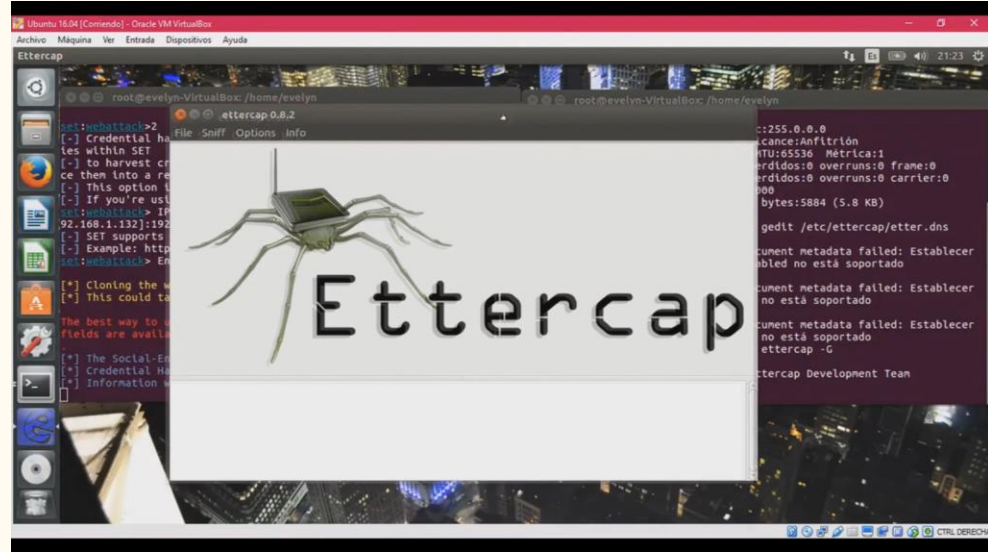 Ubuntu 16.04 [Corriendo] - Oracle VM VirtualBox
Archivo Máquina Ver Entrada Dispositivos Ayuda
Ettercap
Es
21:23
root@evelyn-VirtualBox: /home/evelyn
root@evelyn-VirtualBox: /home/evelyn
set:webattack>2
[-] Credential ha
ies within SET
[-] to harvest cr
ce them into a re
[-] This option i
[-] If you're usi
set:webattack> IP
92.168.1.132]:192
[-] SET supports
[-] Example: http
set:webattack> En
[*] Cloning the w
[*] This could ta
The best way to u
fields are availa
[*] The Social-En
[*] Credential Ha
[*] Information w
ettercap 0.8.2
File Sniff Options Info
Ettercap
c:255.0.0.0
cance:Anfitrión
MTU:65536 Métrica:1
erdidos:0 overruns:0 frame:0
erdidos:0 overruns:0 carrier:0
000
bytes:5884 (5.8 KB)
gedit /etc/ettercap/etter.dns
cument metadata failed: Establecer
abled no está soportado
cument metadata failed: Establecer
no está soportado
cument metadata failed: Establecer
no está soportado
ettercap -G
ttercap Development Team
CTRL DERECHA